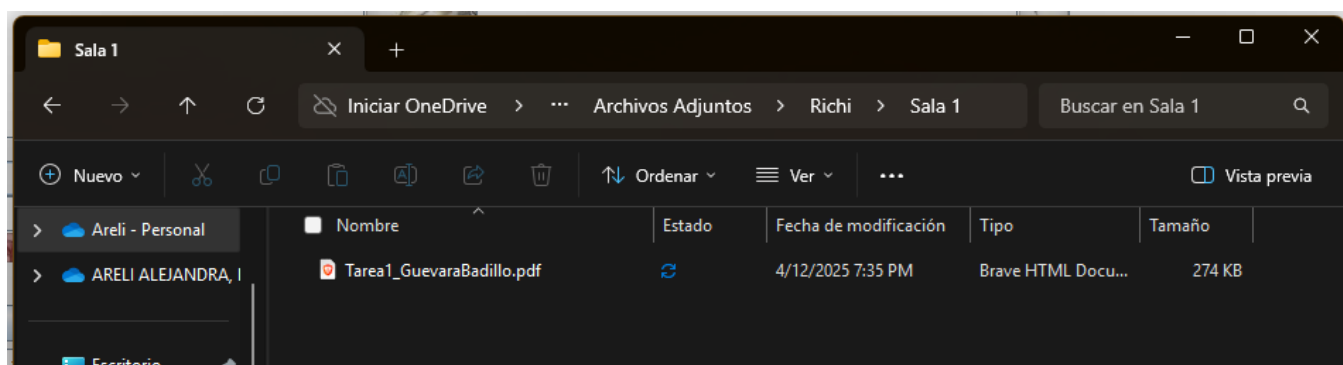 Sala 1
Iniciar OneDrive > ... Archivos Adjuntos > Richi > Sala 1
Buscar en Sala 1
Nuevo
Ordenar
Ver
...
Vista previa
Areli - Personal
Nombre Estado Fecha de modificación Tipo Tamaño
ARELI ALEJANDRA,
Tarea1_GuevaraBadillo.pdf 4/12/2025 7:35 PM Brave HTML Docu... 274 KB
Escritorio